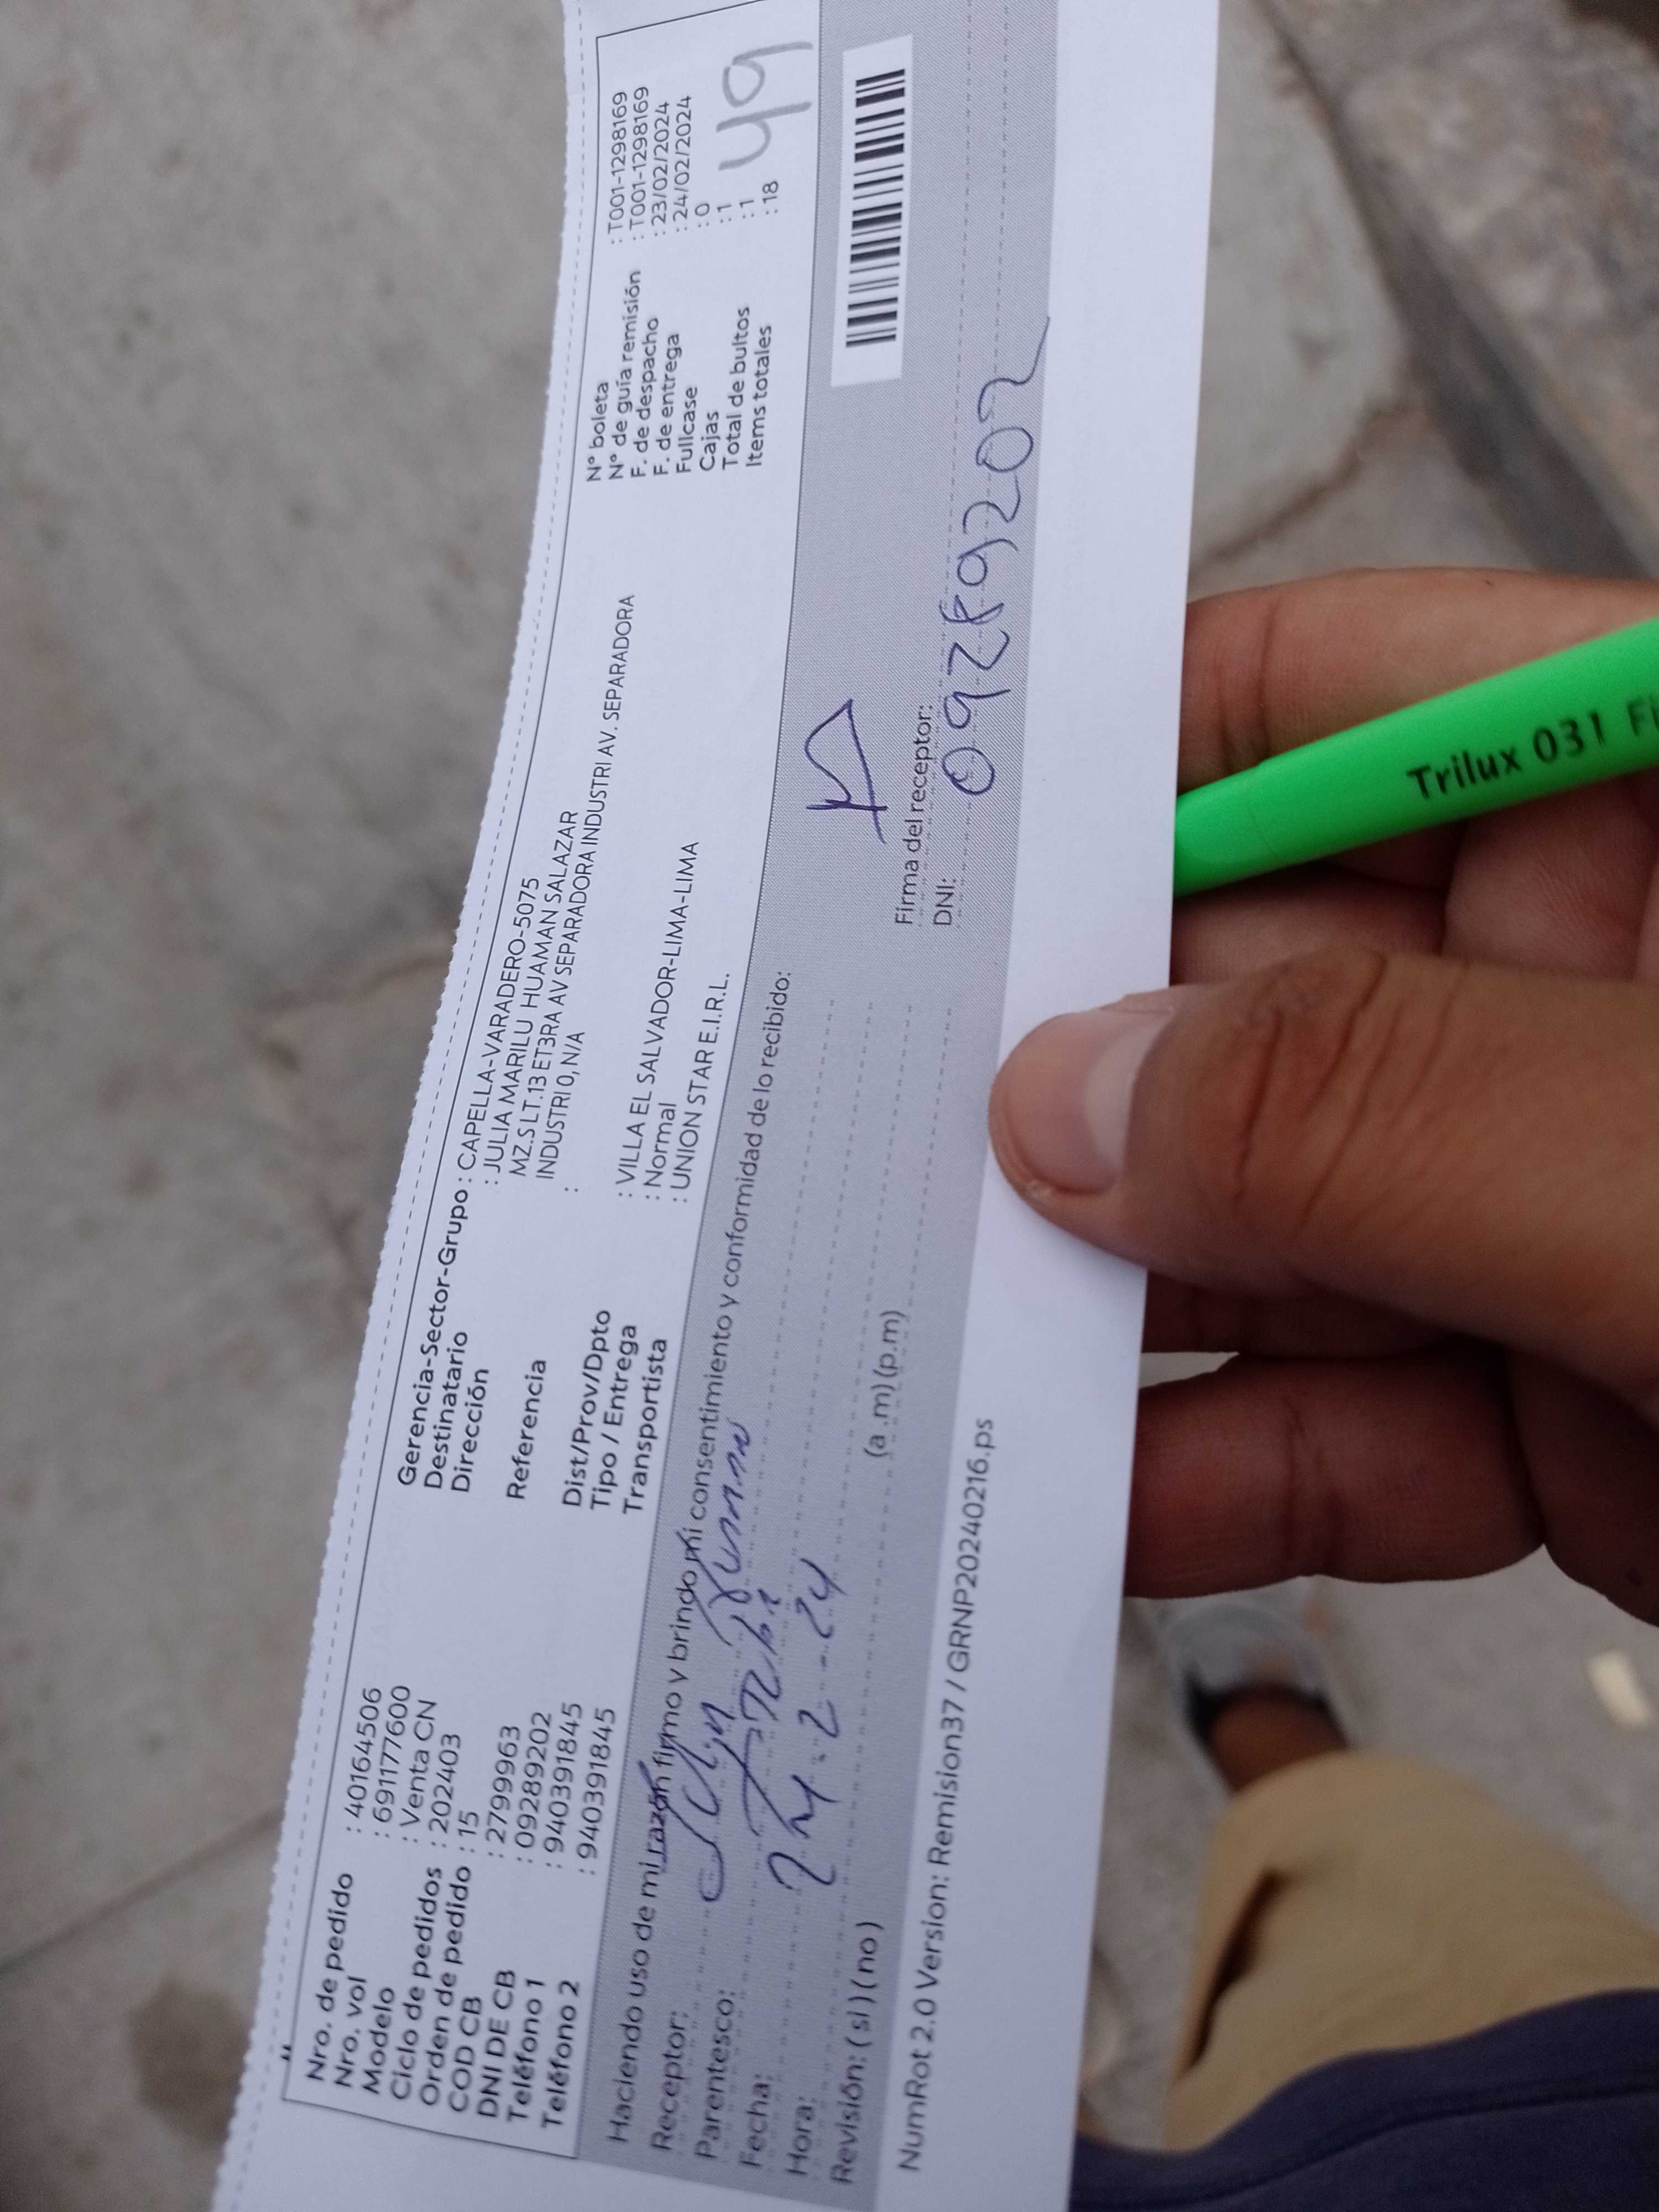 Nro. de pedido : 40164506
Nro. vol : 691177600
Modelo : Venta CN
Ciclo de pedidos : 202403
Orden de pedido : 15
COD CB : 27999963
DNI DE CB : 09289202
Teléfono 1 : 940391845
Teléfono 2 : 940391845
Gerencia-Sector-Grupo : CAPELLA-VARADERO-5075
Destinatario : JULIA MARILU HUAMAN SALAZAR
Dirección MZ.S LT.13 ET3RA AV SEPARADORA INDUSTRI AV. SEPARADORA
INDUSTRI 0, N/A
Referencia :
Dist/Prov/Dpto : VILLA EL SALVADOR-LIMA-LIMA
Tipo / Entrega : Normal
Transportista : UNION STAR E.I.R.L.
N° boleta : T001-1298169
N° de guía remisión : T001-1298169
F. de despacho : 23/02/2024
F. de entrega : 24/02/2024
Fullcase : 0
Cajas : 1
Total de bultos : 1
Items totales : 18
49
Haciendo uso de mi razón firmo y brindo mi consentimiento y conformidad de lo recibido:
Receptor:
Parentesco:
Fecha: 24-2-24
Hora: (a .m) (p.m)
Revisión: ( si ) ( no )
Firma del receptor:
DNI: 09289202
NumRot 2.0 Version: Remision37 / GRNP20240216.ps
Trilux 031 Fi